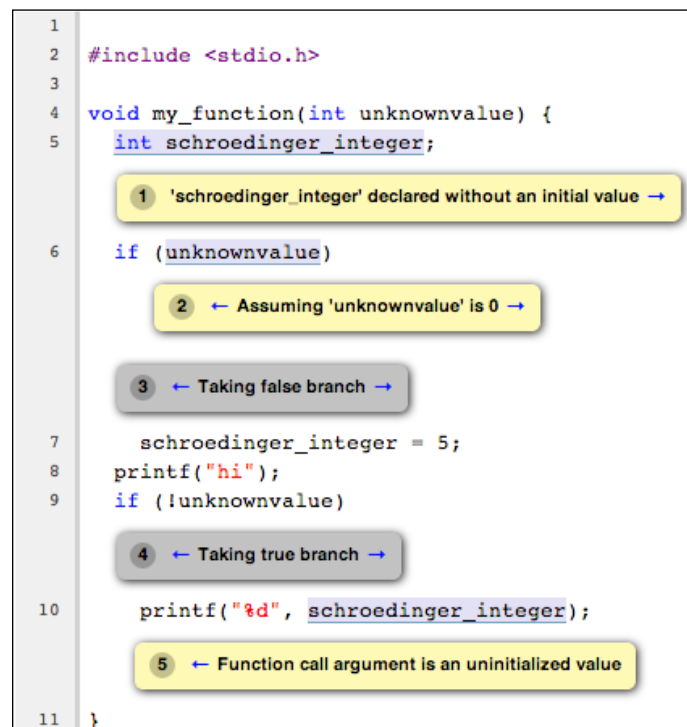 1
2 #include <stdio.h>
3
4 void my_function(int unknownvalue) {
5 int schroedinger_integer;
1 'schroedinger_integer' declared without an initial value →
6 if (unknownvalue)
2 ← Assuming 'unknownvalue' is 0 →
3 ← Taking false branch →
7 schroedinger_integer = 5;
8 printf("hi");
9 if (!unknownvalue)
4 ← Taking true branch →
10 printf("%d", schroedinger_integer);
5 ← Function call argument is an uninitialized value
11 }